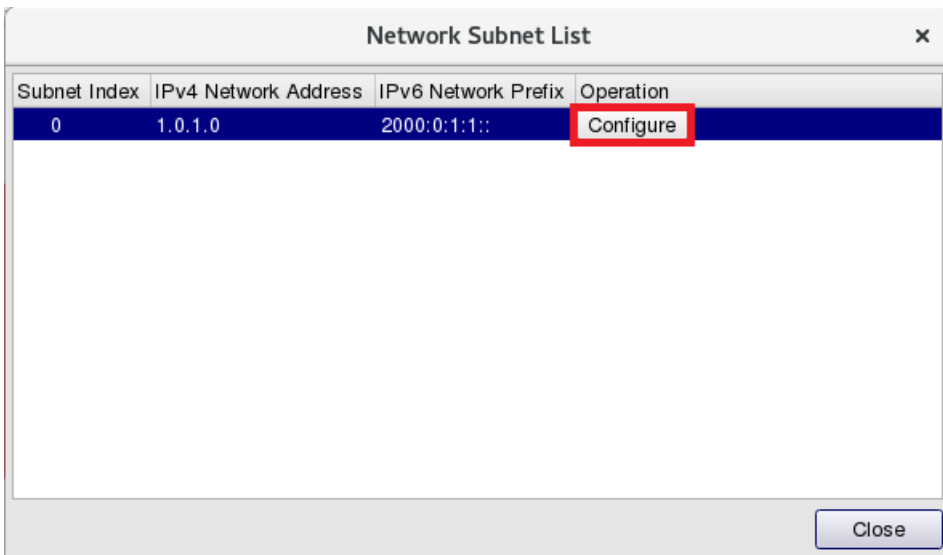 Network Subnet List
Subnet Index IPv4 Network Address IPv6 Network Prefix Operation
0 1.0.1.0 2000:0:1:1:: Configure
Close